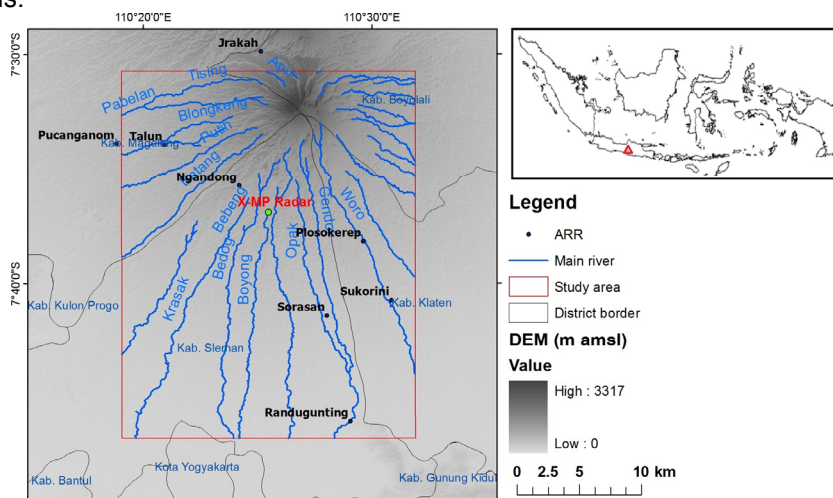 ns:
110°20'0"E
110°30'0"E
7°30'0"S
7°40'0"S
Jrakah
Apu
Tising
Pabelan
Kab. Boyolali
Blongkeng
Putih
Pucanganom
Talun
Kab. Magelang
Ngandong
X-MP Radar
Bebeng
Gendol
Woro
Plosokerep
Opak
Bedog
Boyong
Krasak
Sukorini
Kab. Klaten
Kab. Kulon Progo
Sorasan
Kab. Sleman
Randugunting
Kota Yogyakarta
Kab. Bantul
Kab. Gunung Kidul
Legend
ARR
Main river
Study area
District border
DEM (m amsl)
Value
High : 3317
Low : 0
0 2.5 5 10 km